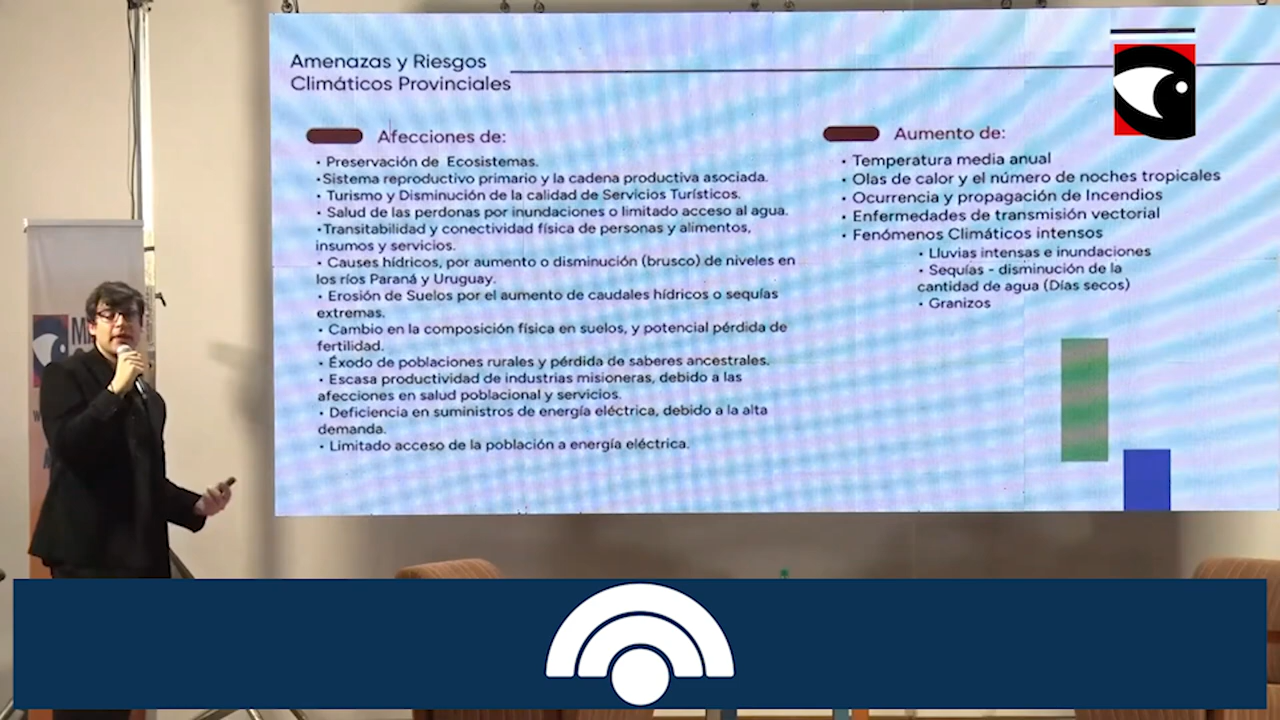 Amenazas y Riesgos
Climáticos Provinciales
Afecciones de:
• Preservación de Ecosistemas.
•Sistema reproductivo primario y la cadena productiva asociada.
• Turismo y Disminución de la calidad de Servicios Turísticos.
• Salud de las perdonas por inundaciones o limitado acceso al agua.
•Transitabilidad y conectividad física de personas y alimentos,
insumos y servicios.
• Causes hídricos, por aumento o disminución (brusco) de niveles en
los ríos Paraná y Uruguay.
• Erosión de Suelos por el aumento de caudales hídricos o sequías
extremas.
• Cambio en la composición física en suelos, y potencial pérdida de
fertilidad.
• Éxodo de poblaciones rurales y pérdida de saberes ancestrales.
• Escasa productividad de industrias misioneras, debido a las
afecciones en salud poblacional y servicios.
• Deficiencia en suministros de energía eléctrica, debido a la alta
demanda.
• Limitado acceso de la población a energía eléctrica.
Aumento de:
• Temperatura media anual
• Olas de calor y el número de noches tropicales
• Ocurrencia y propagación de Incendios
• Enfermedades de transmisión vectorial
• Fenómenos Climáticos intensos
• Lluvias intensas e inundaciones
• Sequías - disminución de la
cantidad de agua (Días secos)
• Granizos